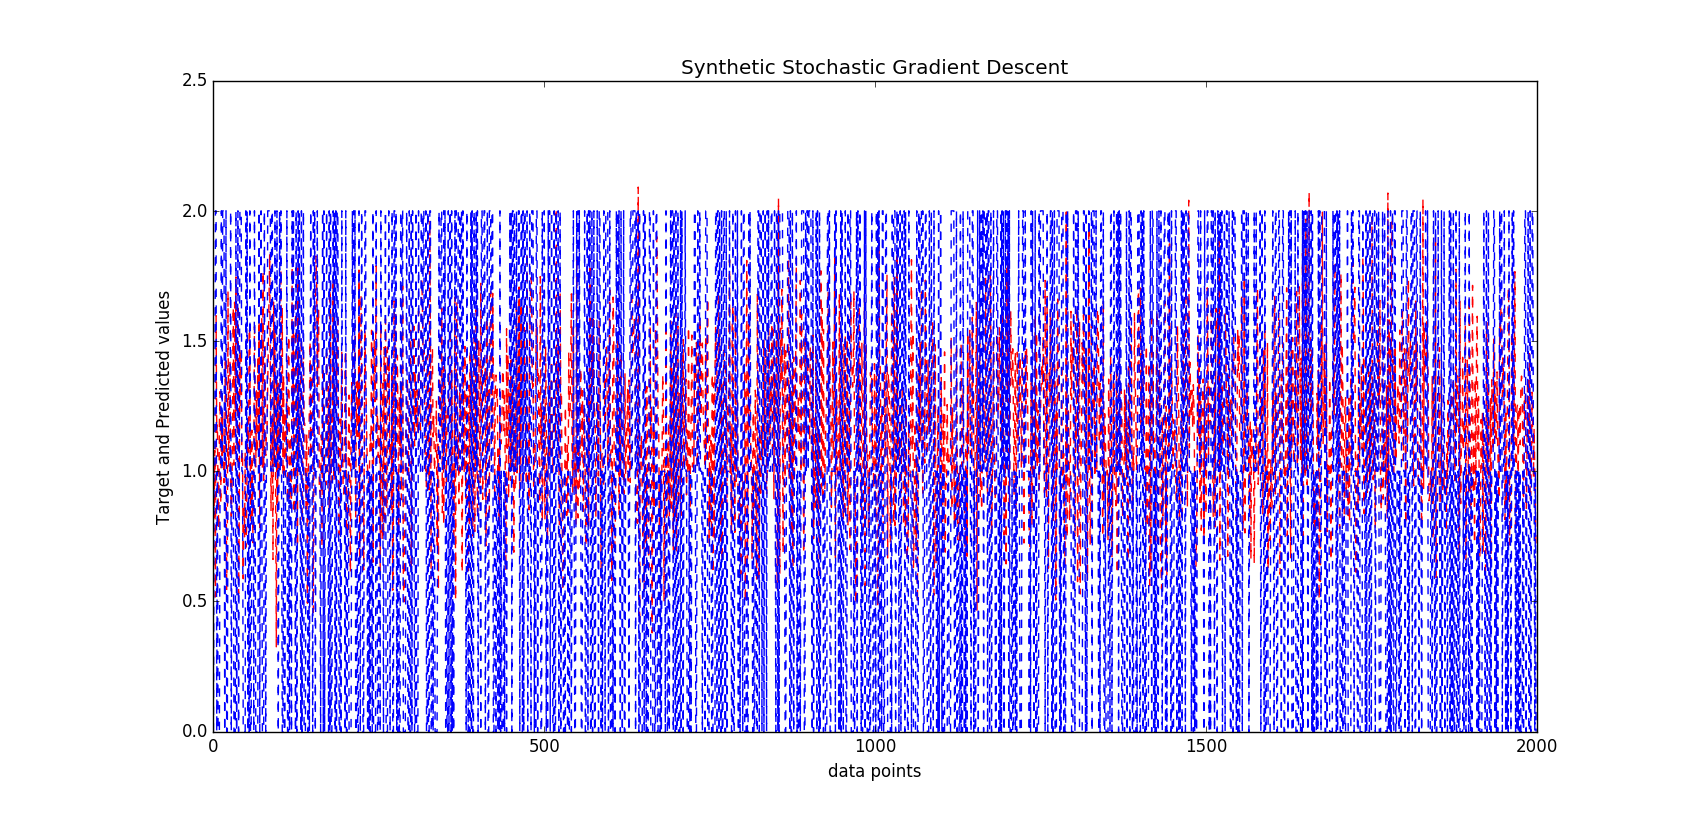 Synthetic Stochastic Gradient Descent
2.5
2.0
1.5
1.0
0.5
0.0
Target and Predicted values
0 500 1000 1500 2000
data points